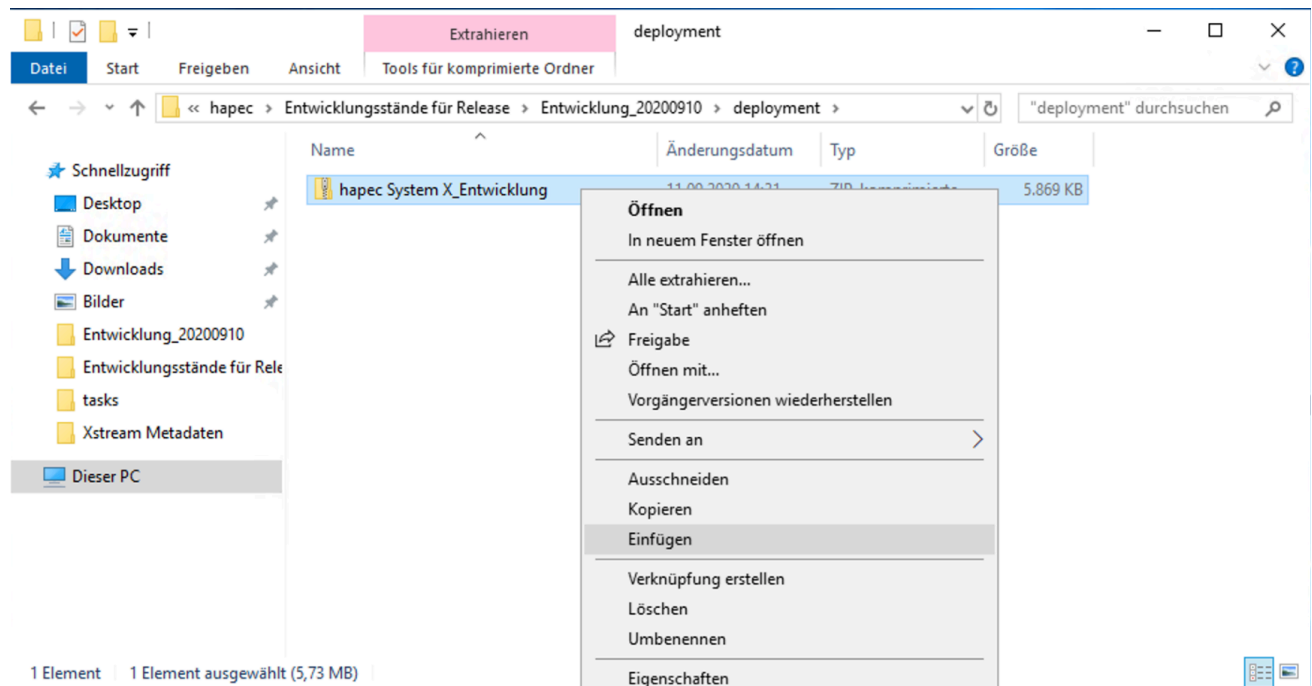 Extrahieren
deployment
Datei Start Freigeben Ansicht Tools für komprimierte Ordner
« hapec › Entwicklungsstände für Release › Entwicklung_20200910 › deployment ›
"deployment" durchsuchen
Name Änderungsdatum Typ Größe
Schnellzugriff
Desktop
Dokumente
Downloads
Bilder
Entwicklung_20200910
Entwicklungsstände für Rele
tasks
Xstream Metadaten
Dieser PC
hapec System X_Entwicklung 5.869 KB
Öffnen
In neuem Fenster öffnen
Alle extrahieren...
An "Start" anheften
Freigabe
Öffnen mit...
Vorgängerversionen wiederherstellen
Senden an
Ausschneiden
Kopieren
Einfügen
Verknüpfung erstellen
Löschen
Umbenennen
Eigenschaften
1 Element 1 Element ausgewählt (5,73 MB)